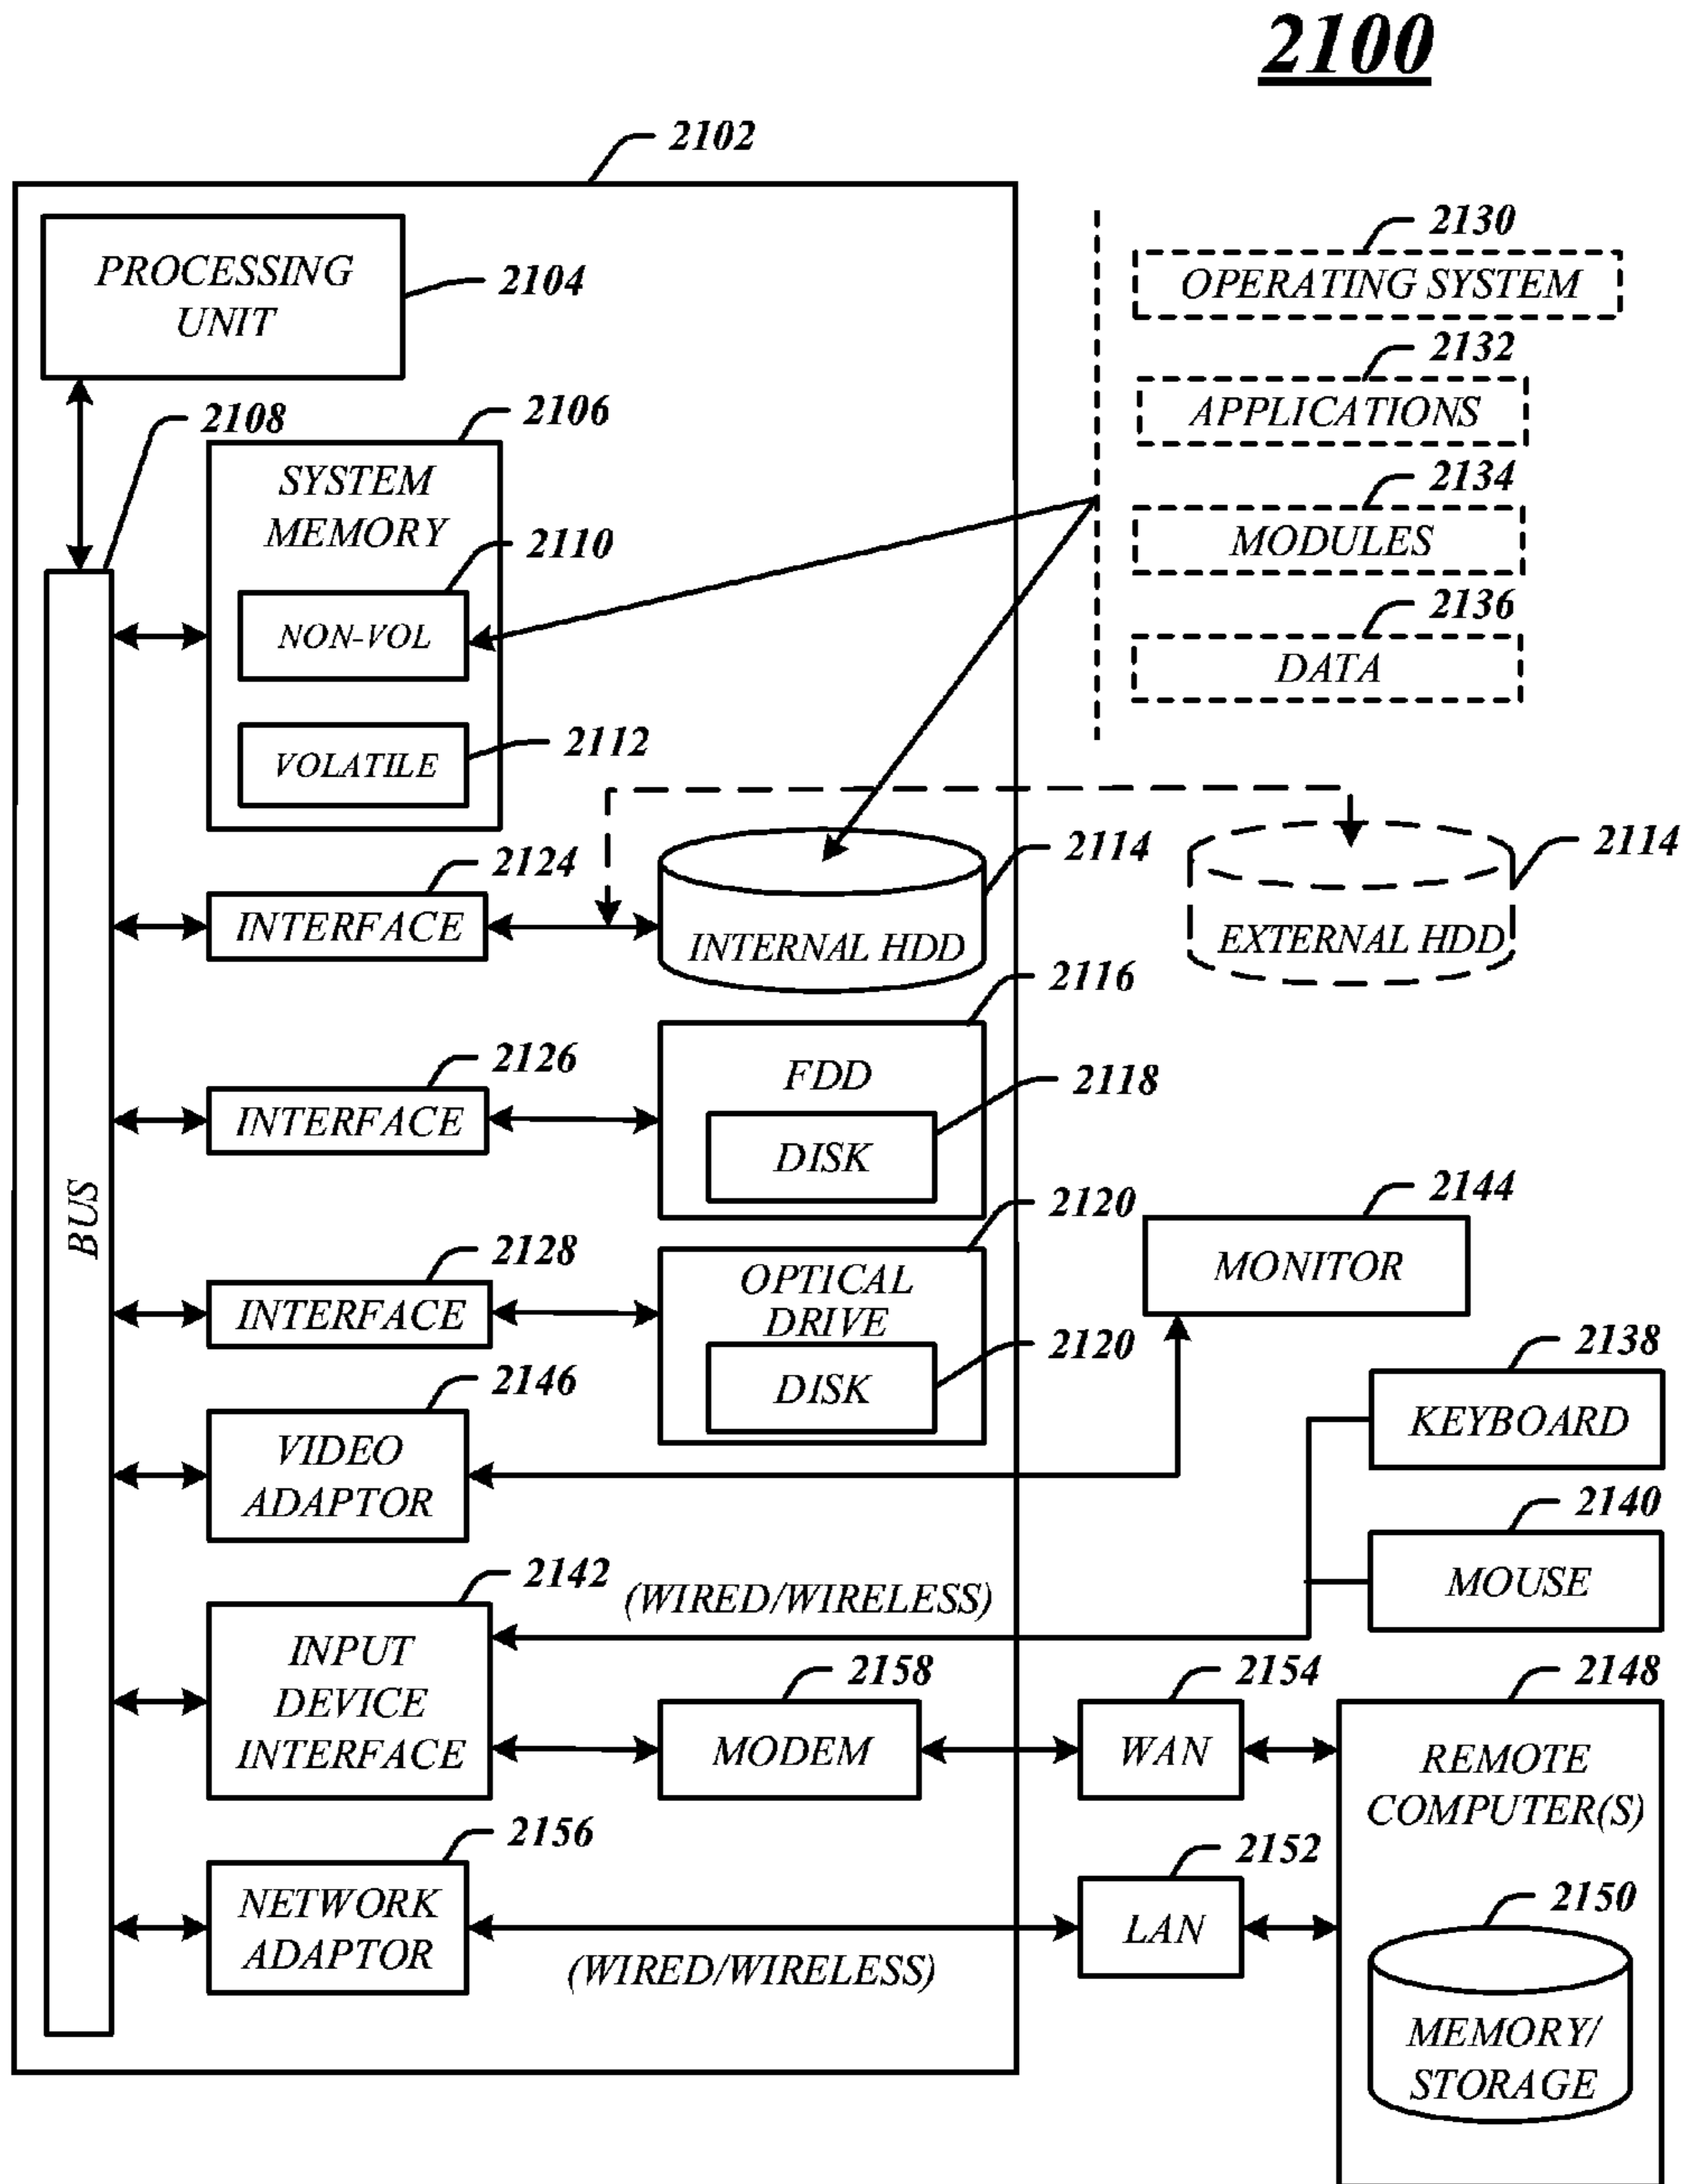 2100
2102
PROCESSING
UNIT
2104
2130
OPERATING SYSTEM
2132
APPLICATIONS
2134
MODULES
2136
DATA
2108
2106
SYSTEM
MEMORY
2110
NON-VOL
2112
VOLATILE
BUS
2124
INTERFACE
2114
INTERNAL HDD
2114
EXTERNAL HDD
2126
INTERFACE
2116
FDD
2118
DISK
2128
INTERFACE
2120
OPTICAL
DRIVE
2120
DISK
2144
MONITOR
2138
KEYBOARD
2146
VIDEO
ADAPTOR
2140
MOUSE
2142
INPUT
DEVICE
INTERFACE
(WIRED/WIRELESS)
2158
MODEM
2154
WAN
2148
REMOTE
COMPUTER(S)
2156
NETWORK
ADAPTOR
(WIRED/WIRELESS)
2152
LAN
2150
MEMORY/
STORAGE